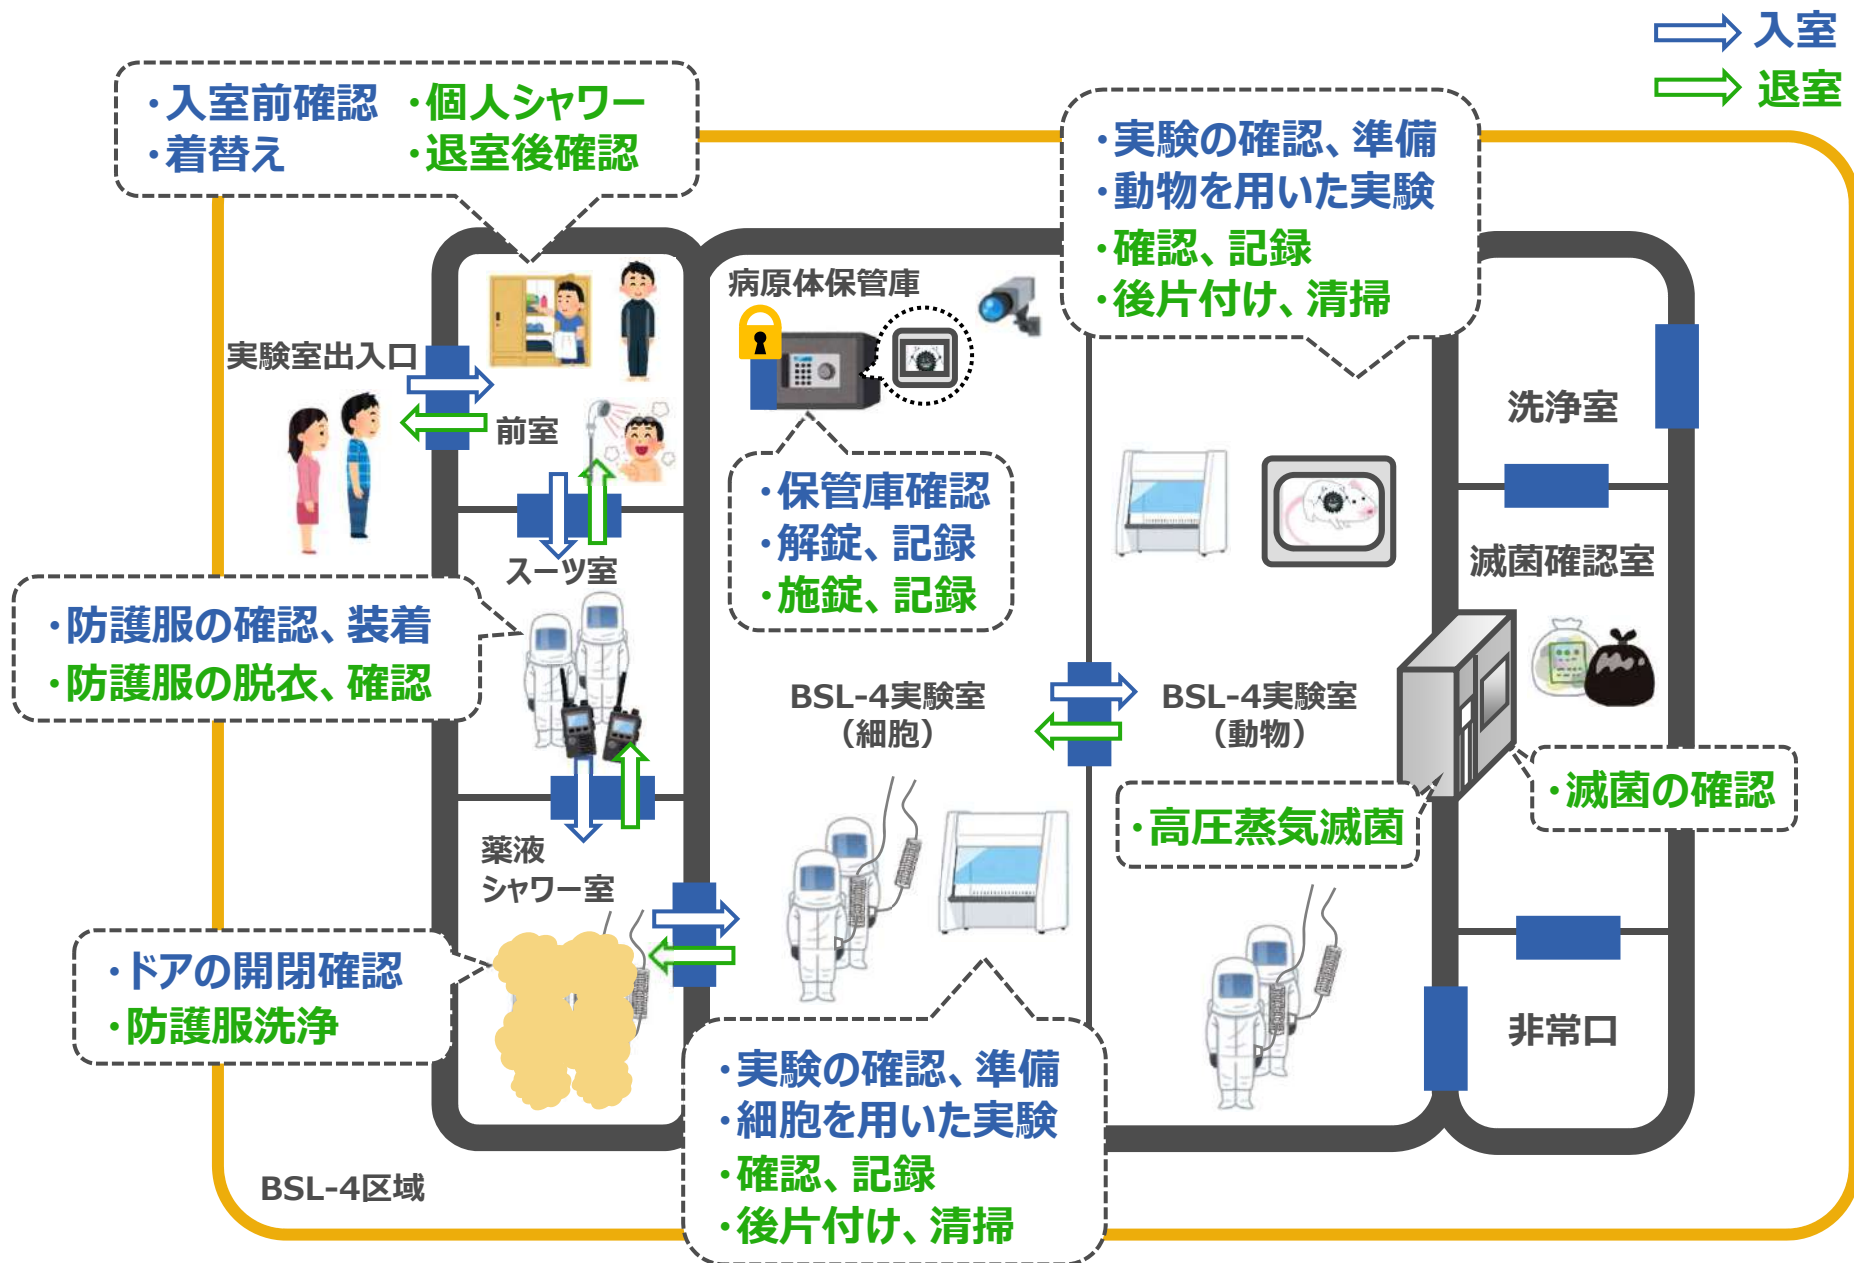 入室
退室
・入室前確認
・着替え
・個人シャワー
・退室後確認
・実験の確認、準備
・動物を用いた実験
・確認、記録
・後片付け、清掃
病原体保管庫
実験室出入口
前室
洗浄室
・保管庫確認
・解錠、記録
・施錠、記録
スーツ室
滅菌確認室
・防護服の確認、装着
・防護服の脱衣、確認
BSL-4実験室
（細胞）
BSL-4実験室
（動物）
・滅菌の確認
・高圧蒸気滅菌
薬液
シャワー室
・ドアの開閉確認
・防護服洗浄
非常口
・実験の確認、準備
・細胞を用いた実験
・確認、記録
・後片付け、清掃
BSL-4区域